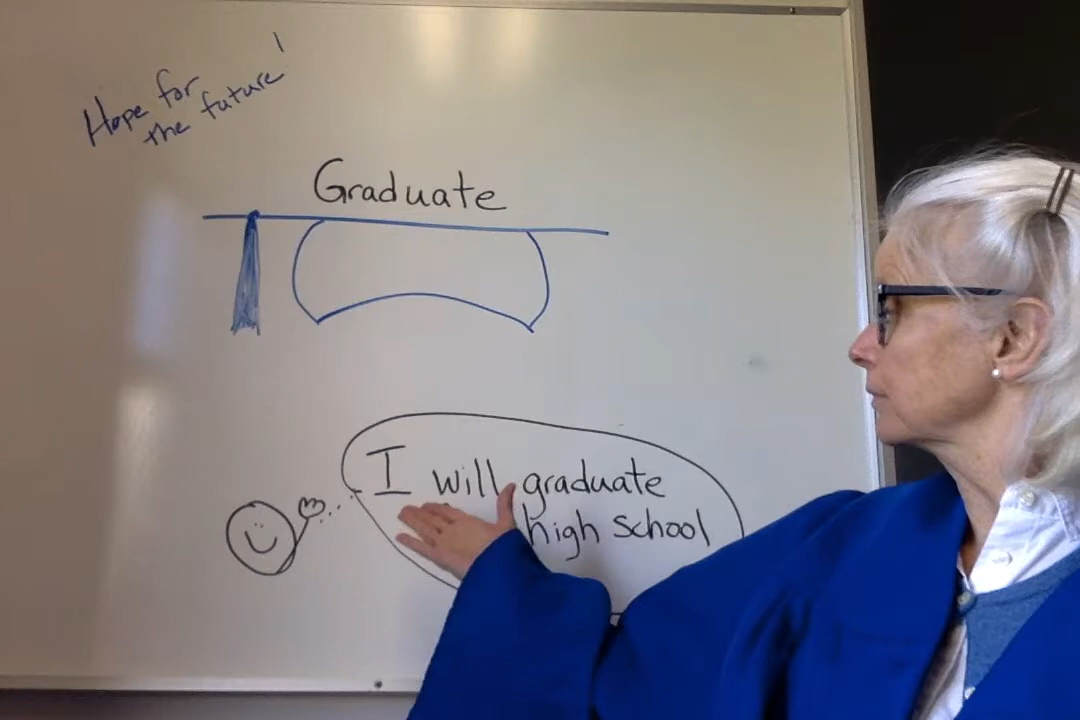 Hope for
the future!
Graduate
I will graduate
high school